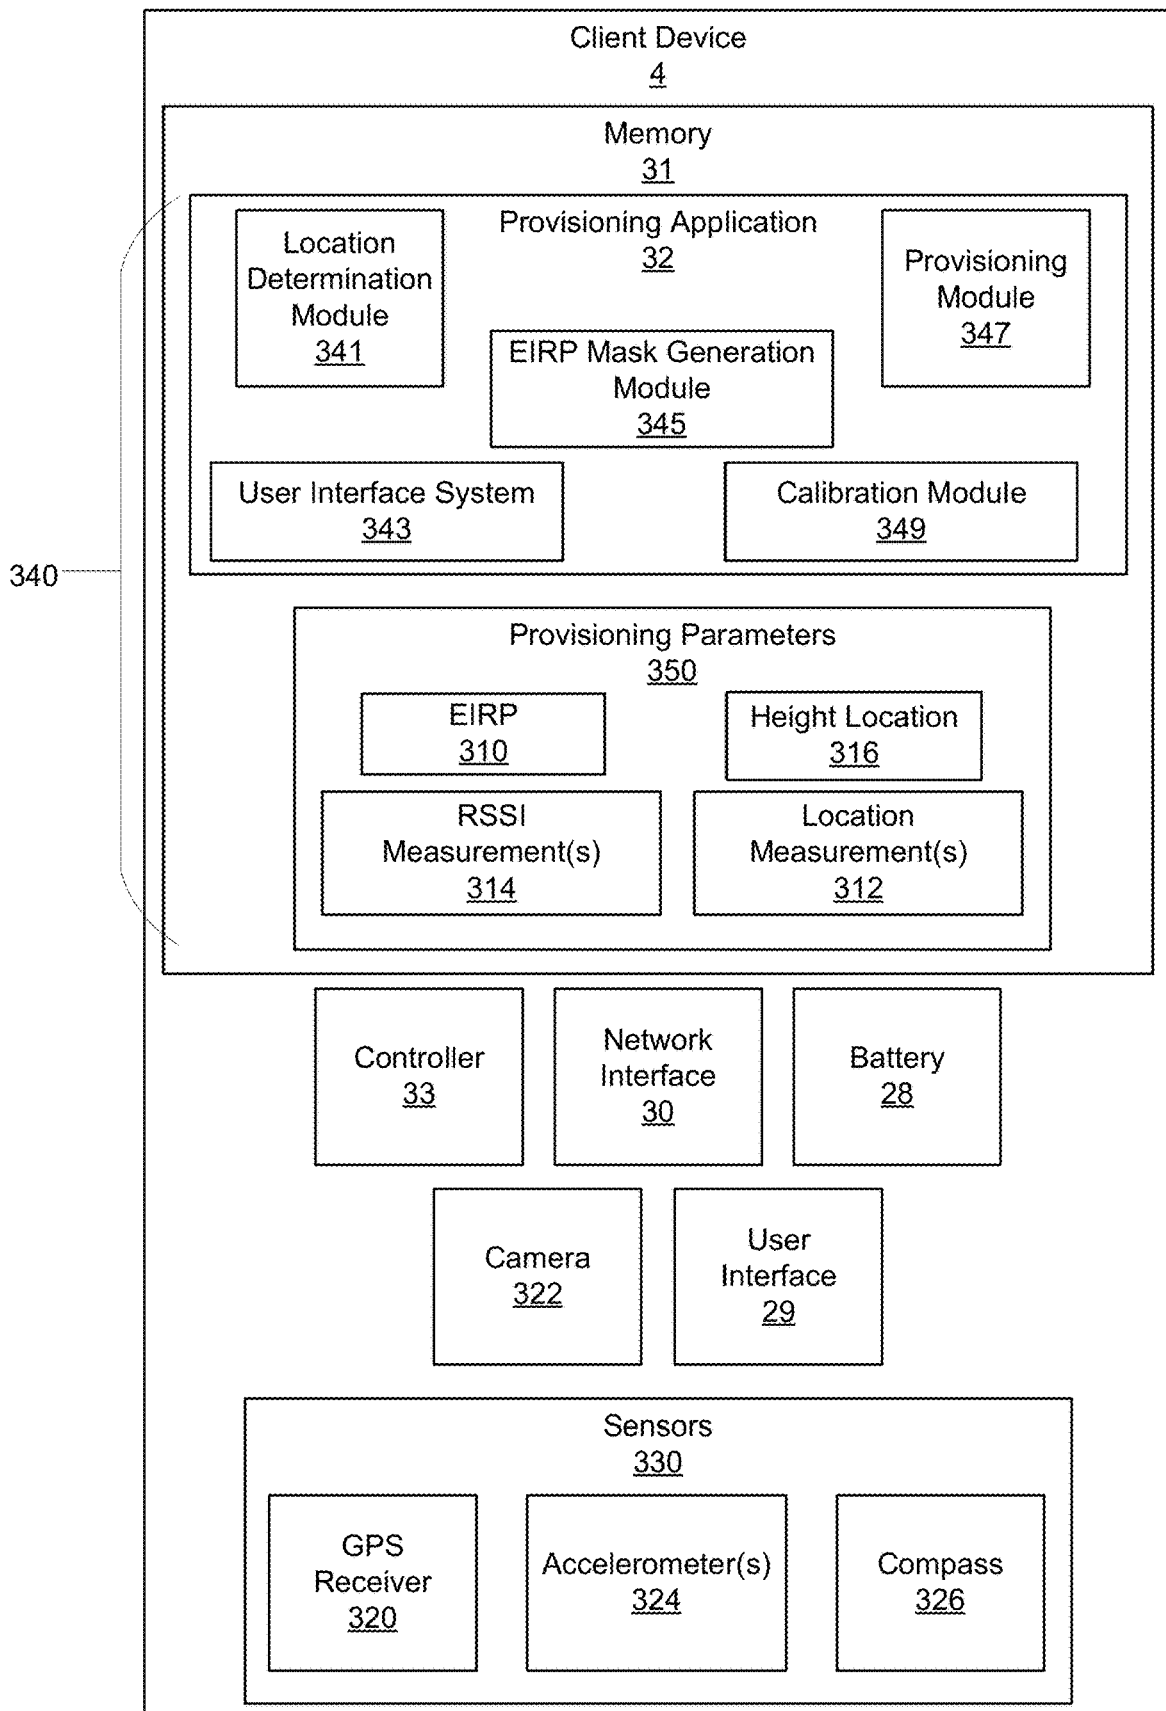 Client Device
4
Memory
31
Provisioning Application
32
Location
Determination
Module
341
Provisioning
Module
347
EIRP Mask Generation
Module
345
User Interface System
343
Calibration Module
349
340
Provisioning Parameters
350
EIRP
310
Height Location
316
RSSI
Measurement(s)
314
Location
Measurement(s)
312
Controller
33
Network
Interface
30
Battery
28
Camera
322
User
Interface
29
Sensors
330
GPS
Receiver
320
Accelerometer(s)
324
Compass
326